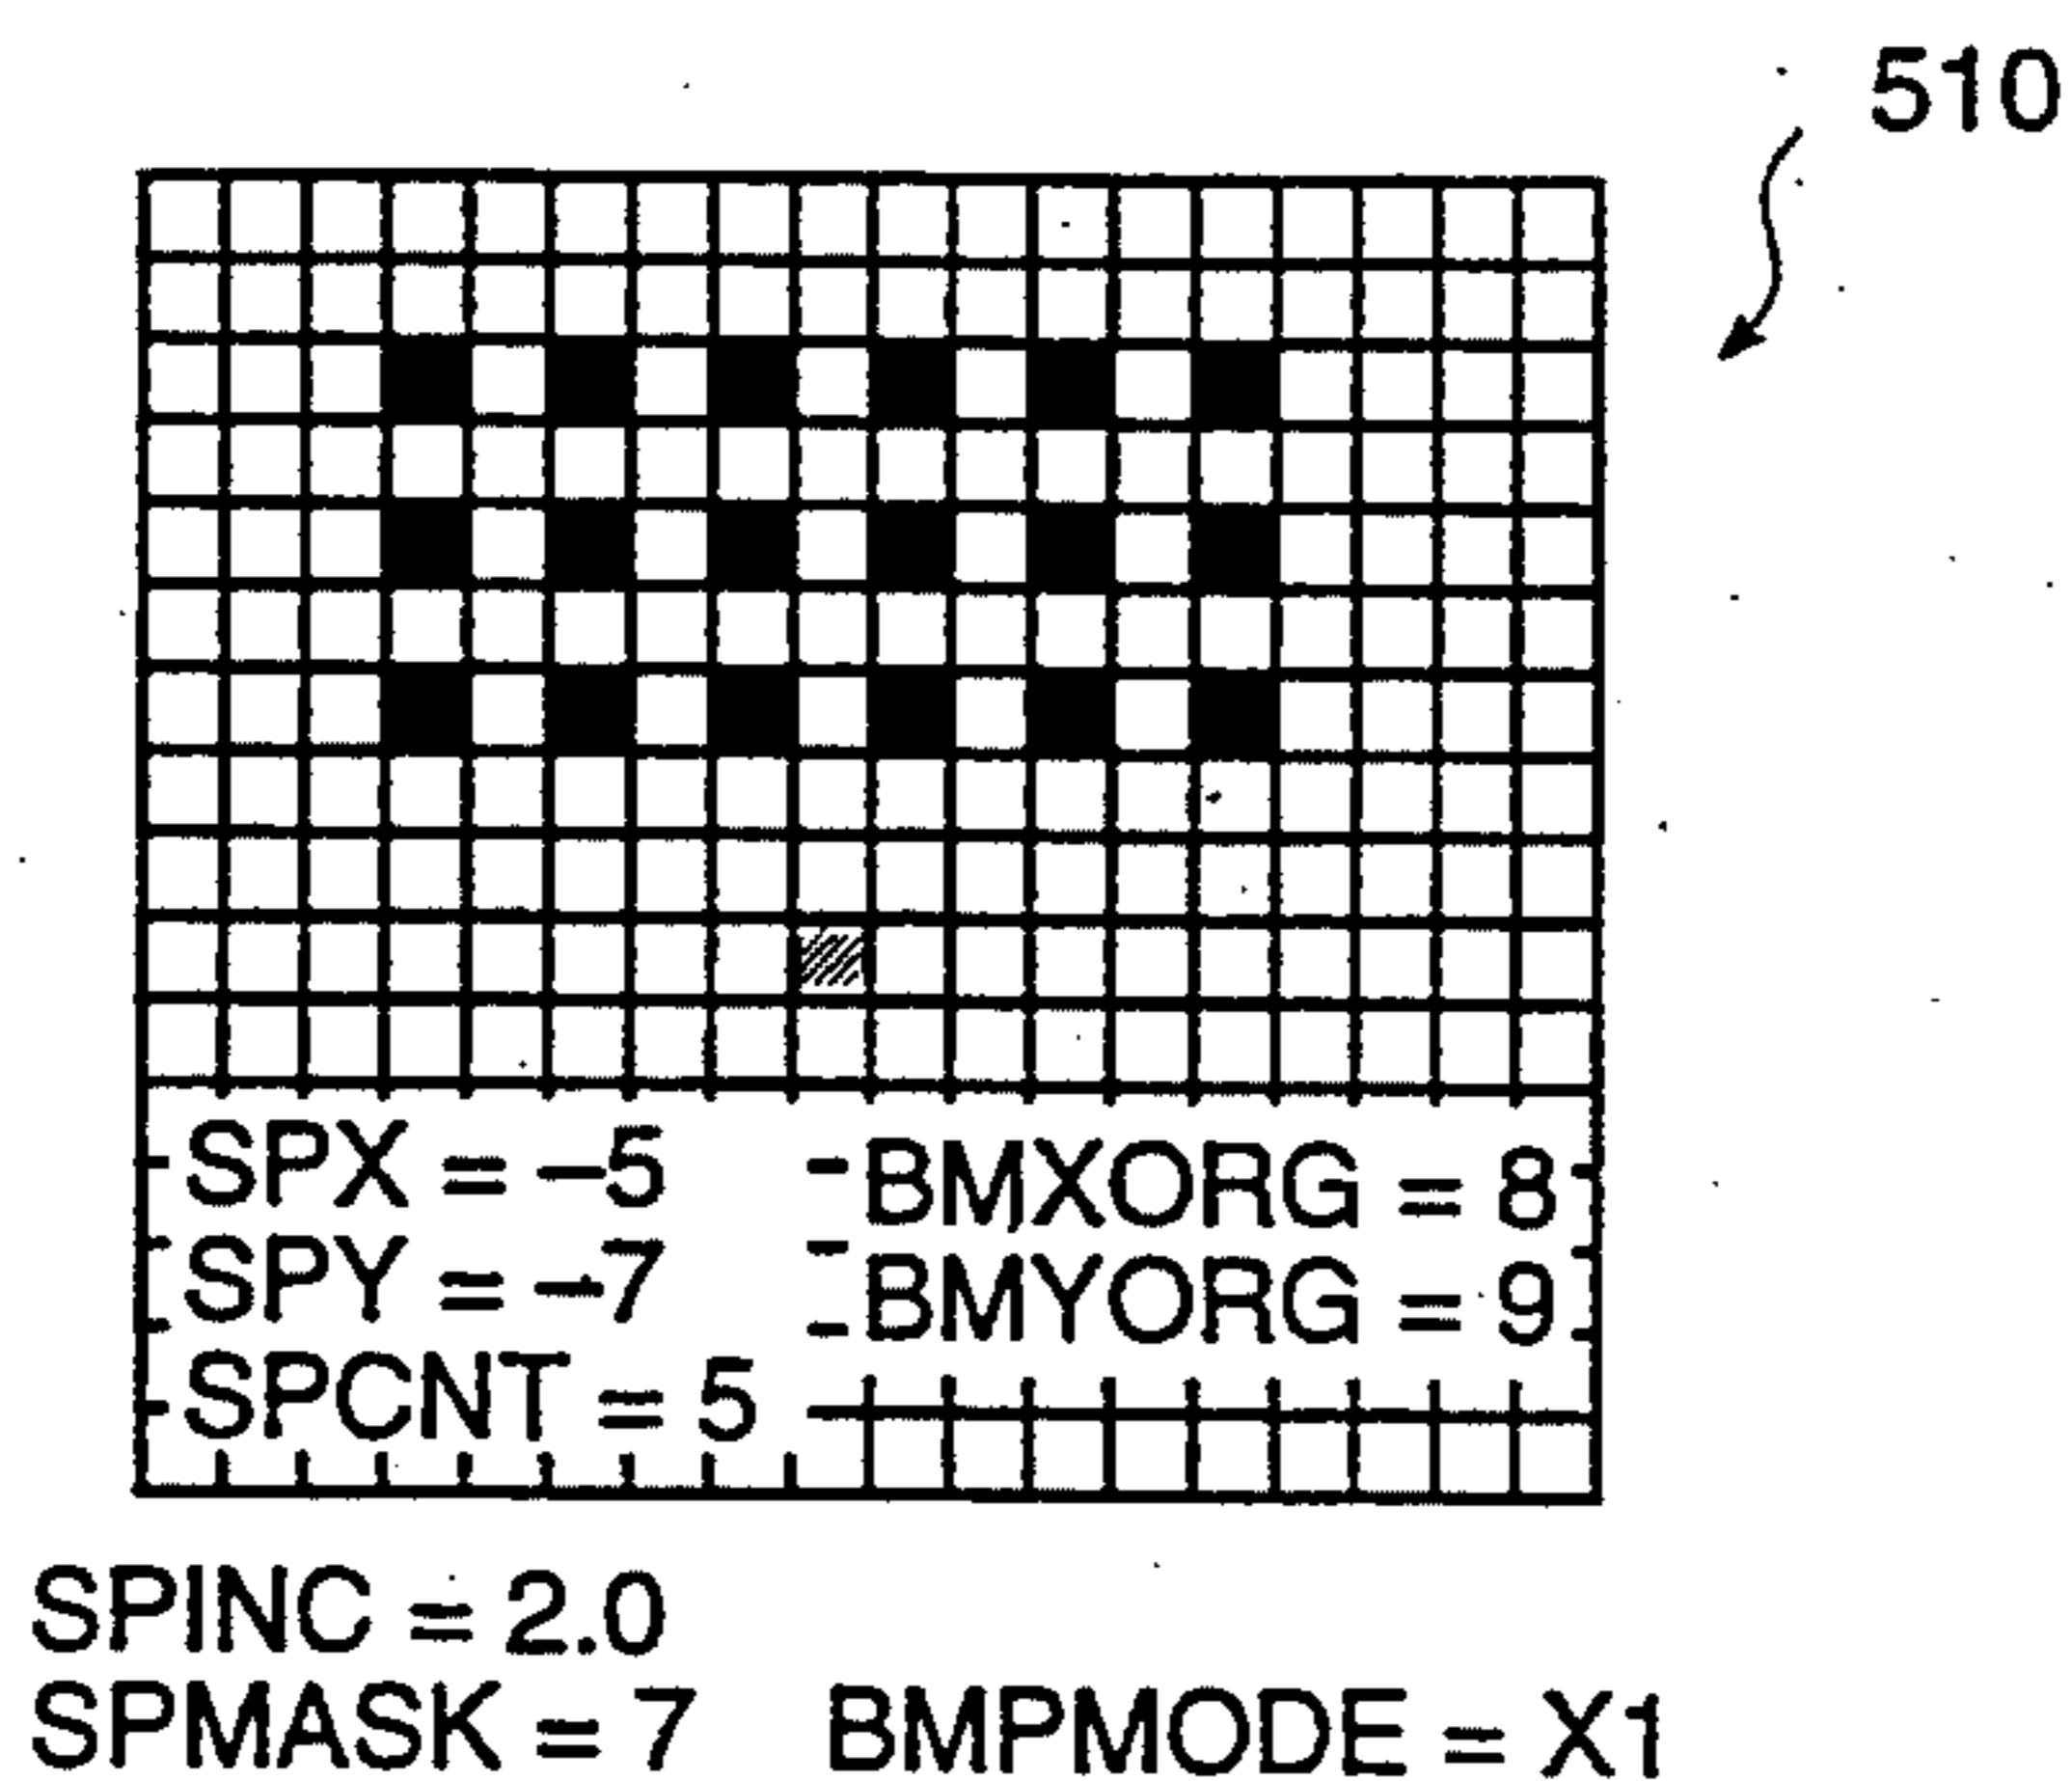 510
SPX = -5 BMXORG = 8
SPY = -7 BMYORG = 9
SPCNT = 5
SPINC = 2.0
SPMASK = 7 BMPMODE = X1